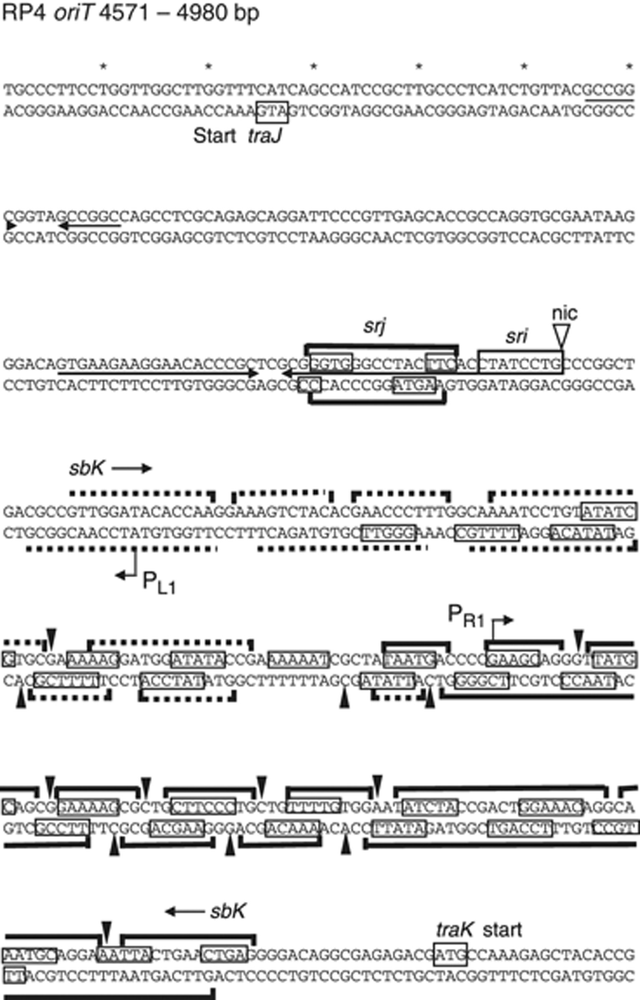 RP4 oriT 4571 – 4980 bp
* * * * * *
TGCCCTTCCTGGTTGGCTTGGTTTCATCAGCCATCCGCTTGCCCTCATCTGTTACGCCGG
ACGGGAAGGACCAACCGAACCAAAGTAGTCGGTAGGCGAACGGGAGTAGACAATGCGGCC
Start traJ
CGGTAGCCGGCCAGCCTCGCAGAGCAGGATTCCCGTTGAGCACCGCCAGGTGCGAATAAG
GCCATCGGCCGGTCGGAGCGTCTCGTCCTAAGGGCAACTCGTGGCGGTCCACGCTTATTC
nic
srj sri
GGACAGTGAAGAAGGAACACCCGCTCGCGGGTGGGCCTACTTCACCTATCCTGCCCGGCT
CCTGTCACTTCTTCCTTGTGGGCGAGCGCCCACCCGGATGAAGTGGATAGGACGGGCCGA
sbK
GACGCCGTTGGATACACCAAGGAAAGTCTACACGAACCCTTTGGCAAAATCCTGTATATC
CTGCGGCAACCTATGTGGTTCCTTTCAGATGTGCTTGGGAAACCGTTTTAGGACATATAG
PL1
PR1
GTGCGAAAAAGGATGGATATACCGAAAAAATCGCTATAATGACCCCGAAGCAGGGTTATG
CACGCTTTTTCCTACCTATATGGCTTTTTTAGCGATATTACTGGGGCTTCGTCCCAATAC
CAGCGGAAAAGCGCTGCTTCCCTGCTGTTTTGTGGAATATCTACCGACTGGAAACAGGCA
GTCGCCTTTTCGCGACGAAGGGACGACAAAACACCTTATAGATGGCTGACCTTTGTCCGT
sbK
traK start
AATGCAGGAAATTACTGAACTGAGGGGACAGGCGAGAGACGATGCCAAAGAGCTACACCG
TTACGTCCTTTAATGACTTGACTCCCCTGTCCGCTCTCTGCTACGGTTTCTCGATGTGGC